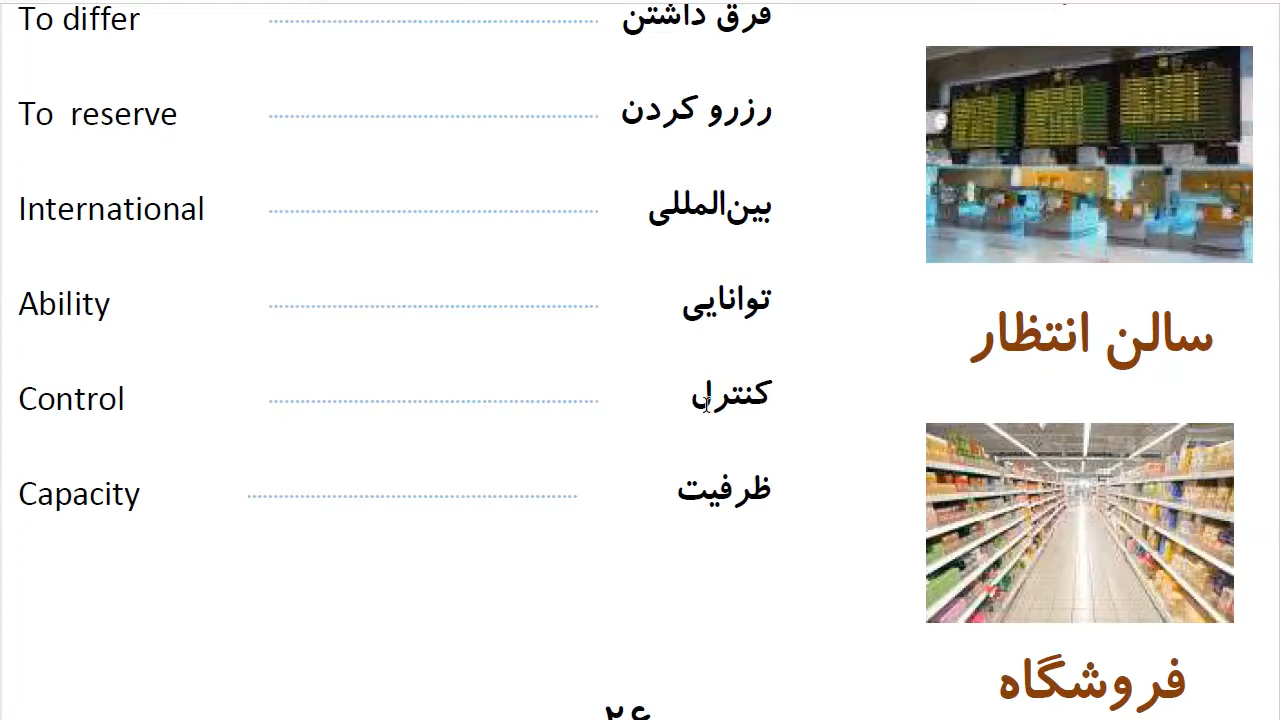 To differ فرق داشتن
To reserve رزرو کردن
International بین‌المللی
Ability توانایی
Control کنترل
Capacity ظرفیت
سالن انتظار
فروشگاه
۲۶